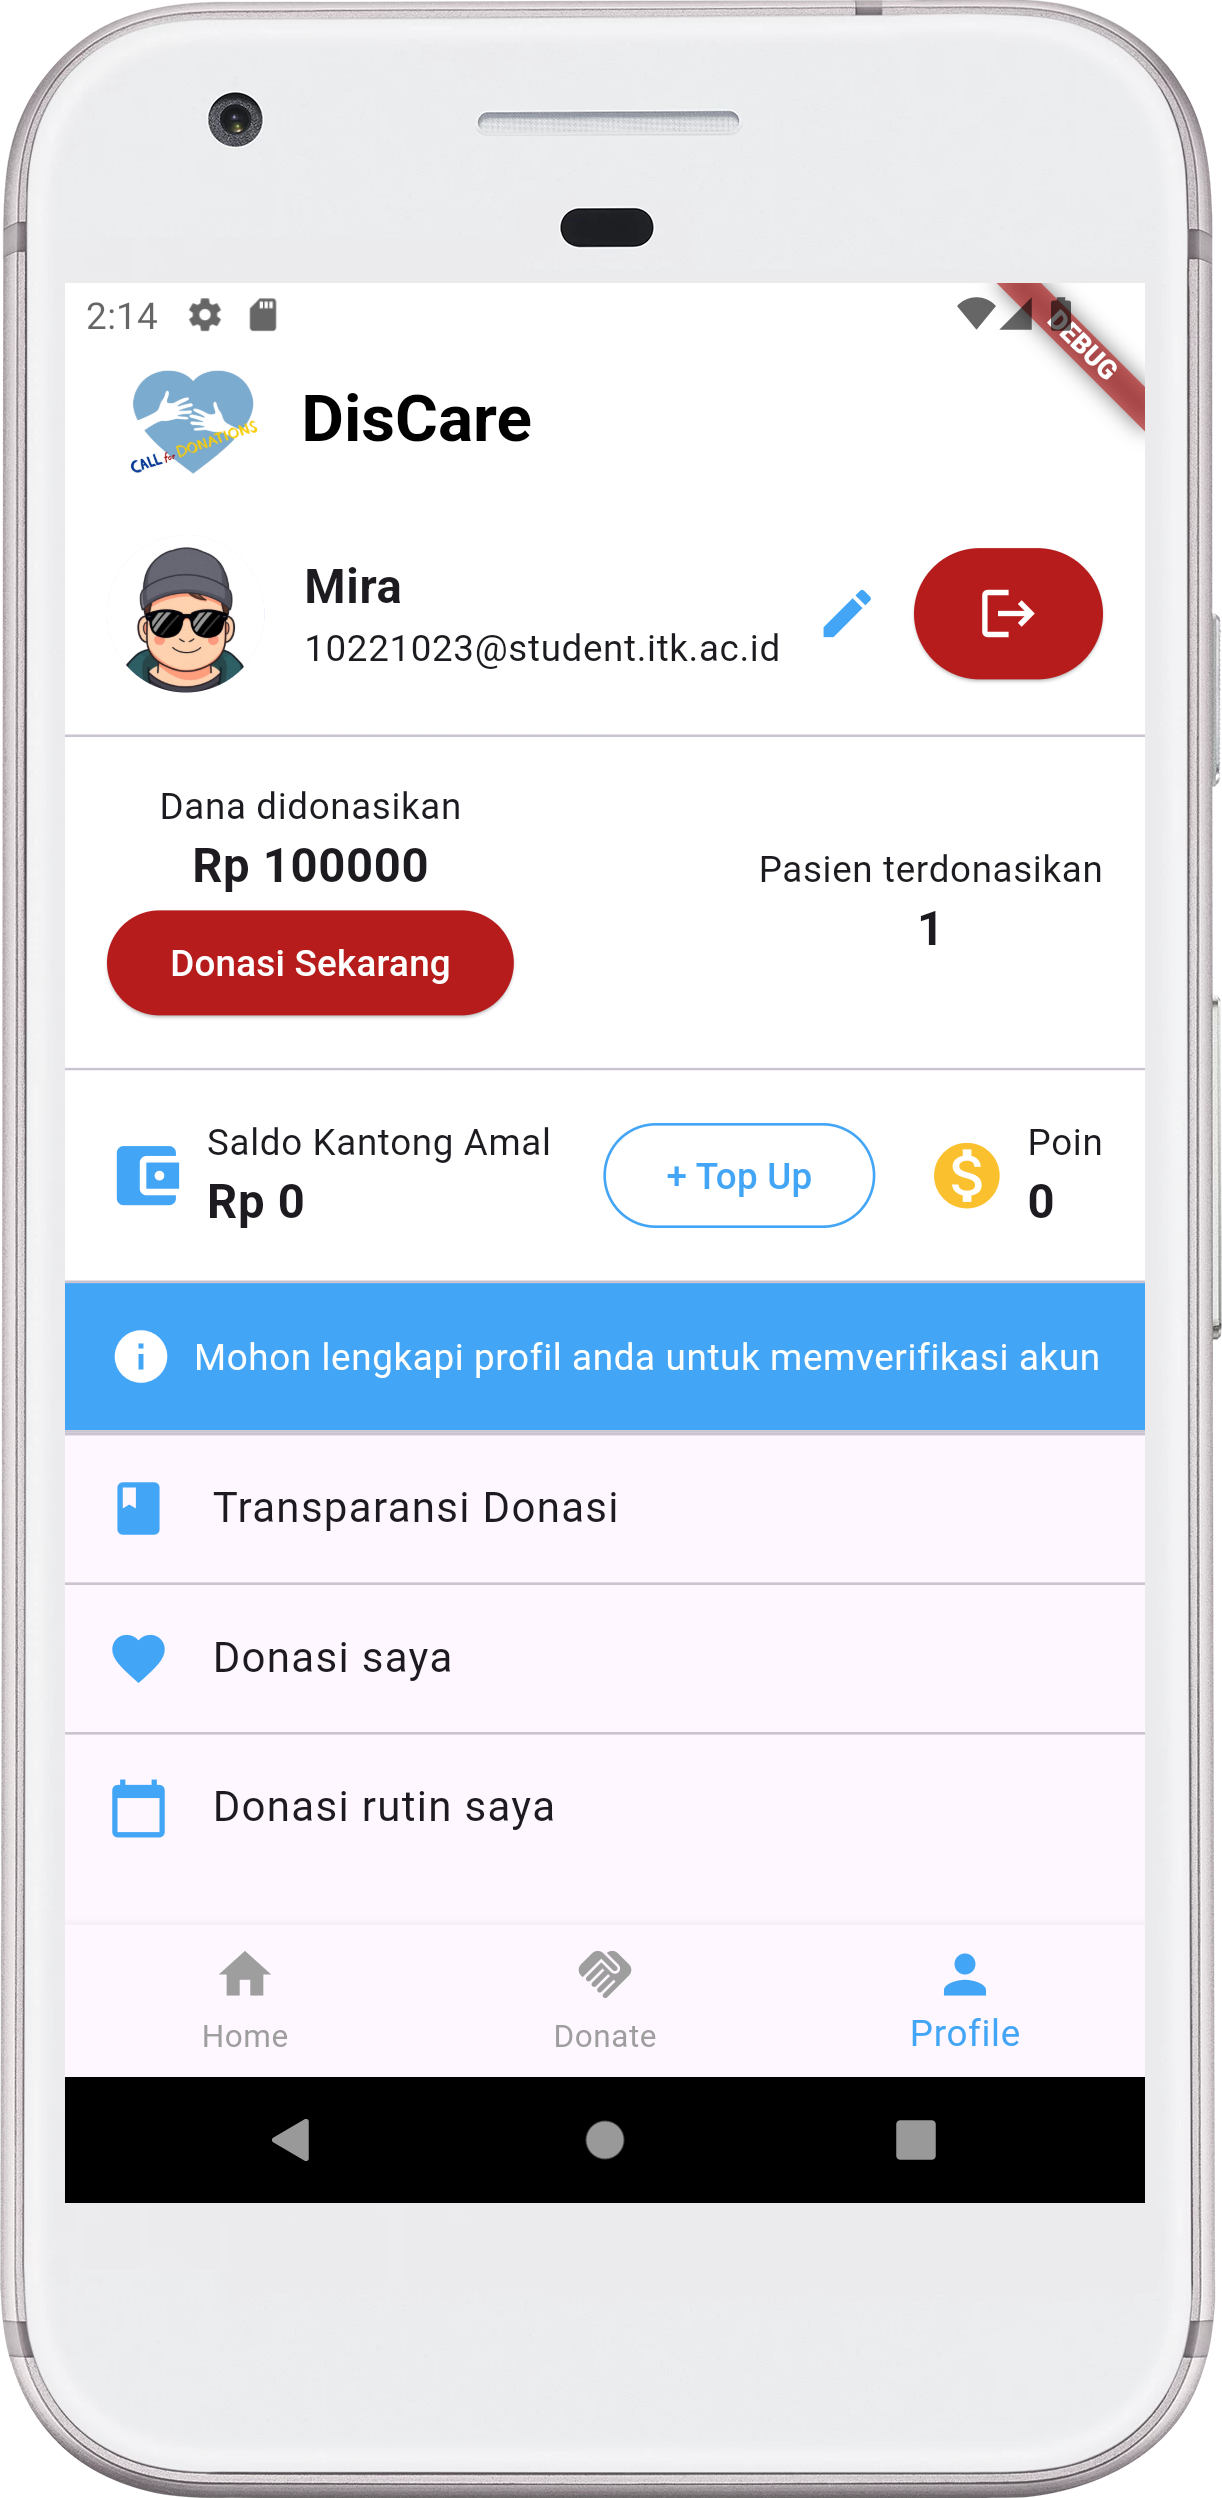 2:14
DEBUG
CALL for DONATIONS
DisCare
Mira
10221023@student.itk.ac.id
Dana didonasikan
Rp 100000
Donasi Sekarang
Pasien terdonasikan
1
Saldo Kantong Amal
Rp 0
+ Top Up
Poin
0
Mohon lengkapi profil anda untuk memverifikasi akun
Transparansi Donasi
Donasi saya
Donasi rutin saya
Home
Donate
Profile